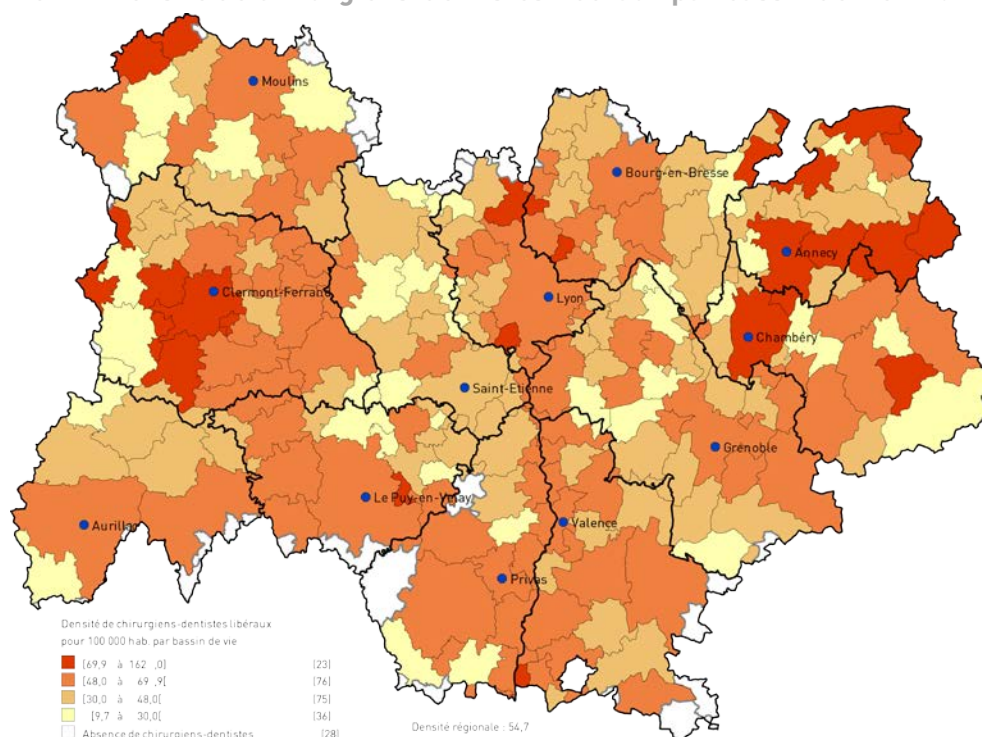 Moulins
Bourg-en-Bresse
Annecy
Clermont-Ferrand
Lyon
Chambéry
Saint-Etienne
Grenoble
Le Puy-en-Velay
Aurillac
Valence
Privas
Densité de chirurgiens-dentistes libéraux
pour 100 000 hab. par bassin de vie
[69,9 à 162 ,0] (23)
[48,0 à 69 ,9[ (76)
[30,0 à 48,0[ (75)
[9,7 à 30,0[ (36)
Absence de chirurgiens-dentistes (28)
Densité régionale : 54,7